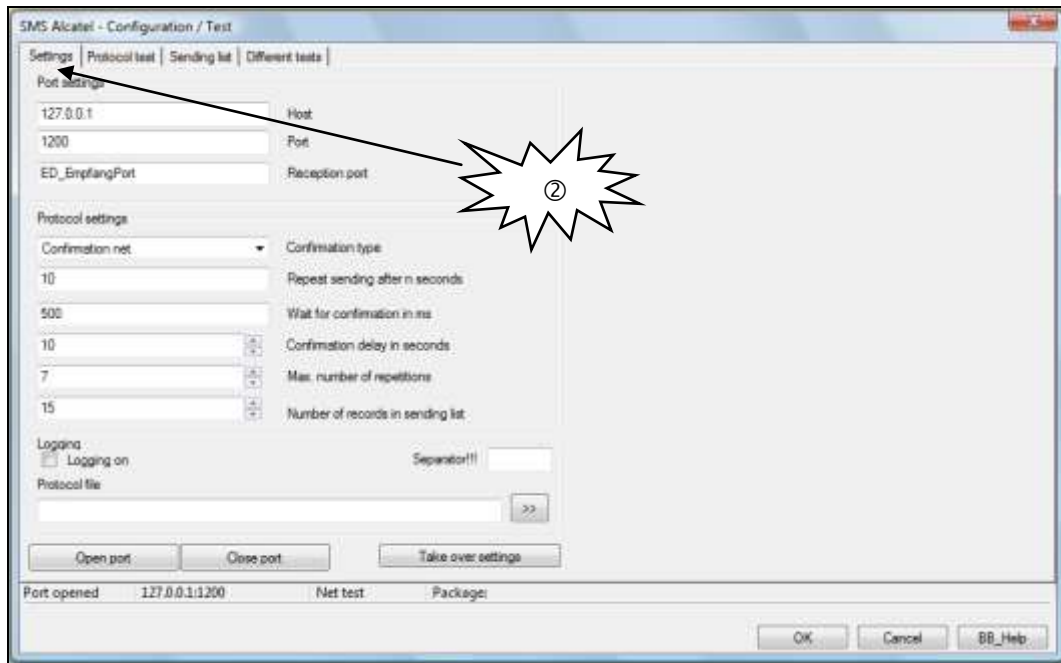 SMS Alcatel - Configuration / Test
Settings Protocol test Sending list Different tests
Port settings
127.0.0.1 Host
1200 Port
ED_EmpfangPort Reception port
②
Protocol settings
Confirmation net Confirmation type
10 Repeat sending after n seconds
500 Wait for confirmation in ms
10 Confirmation delay in seconds
7 Max. number of repetitions
15 Number of records in sending list
Logging
Logging on Separator!!!
Protocol file
>>
Open port Close port Take over settings
Port opened 127.0.0.1:1200 Net test Package:
OK Cancel BB_Help